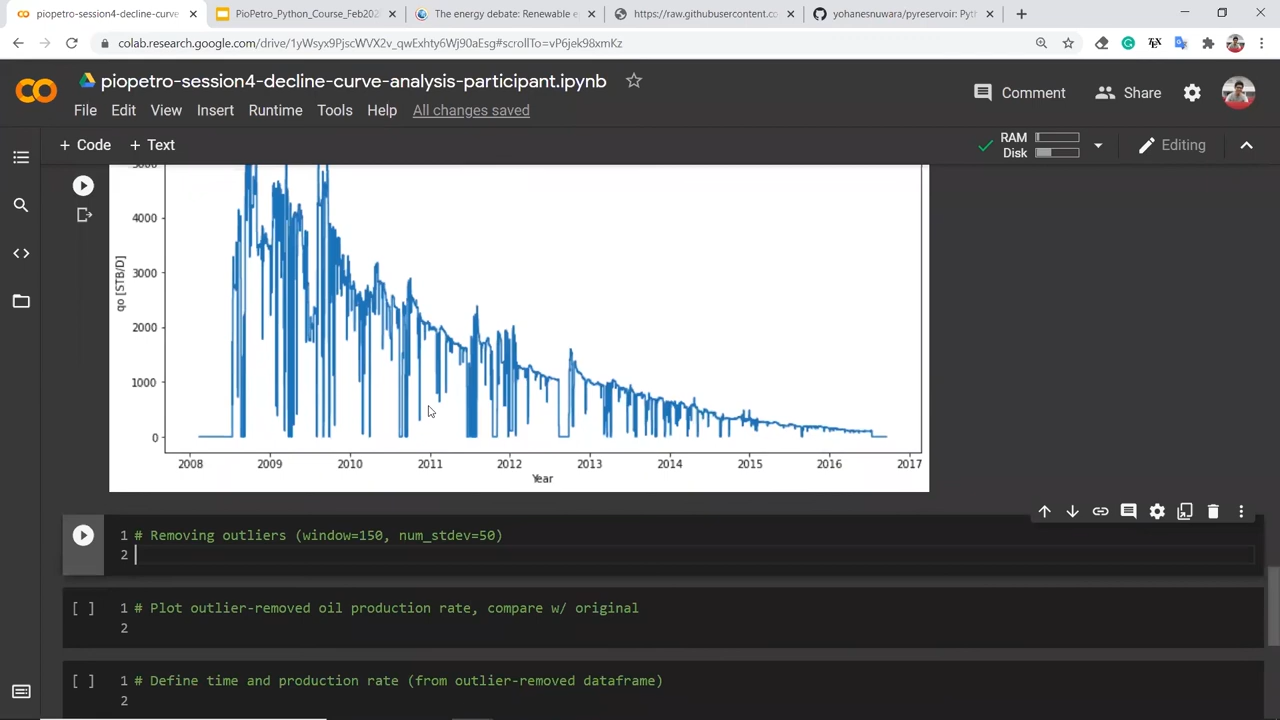 piopetro-session4-decline-curve
PioPetro_Python_Course_Feb202
The energy debate: Renewable e
https://raw.githubusercontent.co
yohanesnuwara/pyreservoir: Pyth
colab.research.google.com/drive/1yWsyx9PjscWVX2v_qwExhty6Wj90aEsg#scrollTo=vP6jek98xmKz
piopetro-session4-decline-curve-analysis-participant.ipynb
Comment
Share
File Edit View Insert Runtime Tools Help All changes saved
+ Code + Text
RAM
Disk
Editing
4000
3000
2000
1000
0
qo [STB/D]
2008 2009 2010 2011 2012 2013 2014 2015 2016 2017
Year
1 # Removing outliers (window=150, num_stdev=50)
2
[ ] 1 # Plot outlier-removed oil production rate, compare w/ original
2
[ ] 1 # Define time and production rate (from outlier-removed dataframe)
2